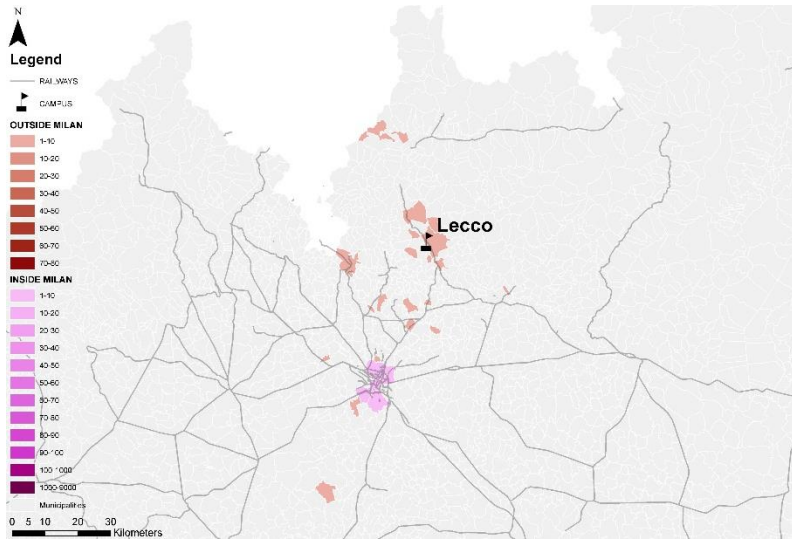 N
Legend
RAILWAYS
CAMPUS
OUTSIDE MILAN
1-10
10-20
20-30
30-40
40-50
50-60
60-70
70-80
INSIDE MILAN
1-10
10-20
20-30
30-40
40-50
50-60
60-70
70-80
80-90
90-100
100-1000
1000-9000
Municipalities
0 5 10 20 30
Kilometers
Lecco